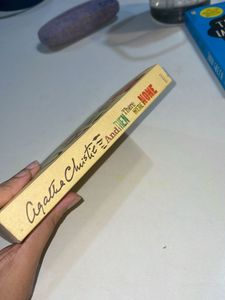 Agatha Christie
And THEN There WERE NONE